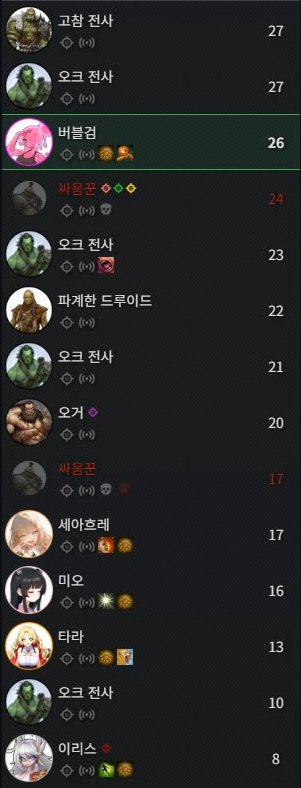 고참 전사
27
오크 전사
27
버블검
26
싸움꾼
24
오크 전사
23
파계한 드루이드
22
오크 전사
21
오거
20
싸움꾼
17
세아흐레
17
미오
16
타라
13
오크 전사
10
이리스
8